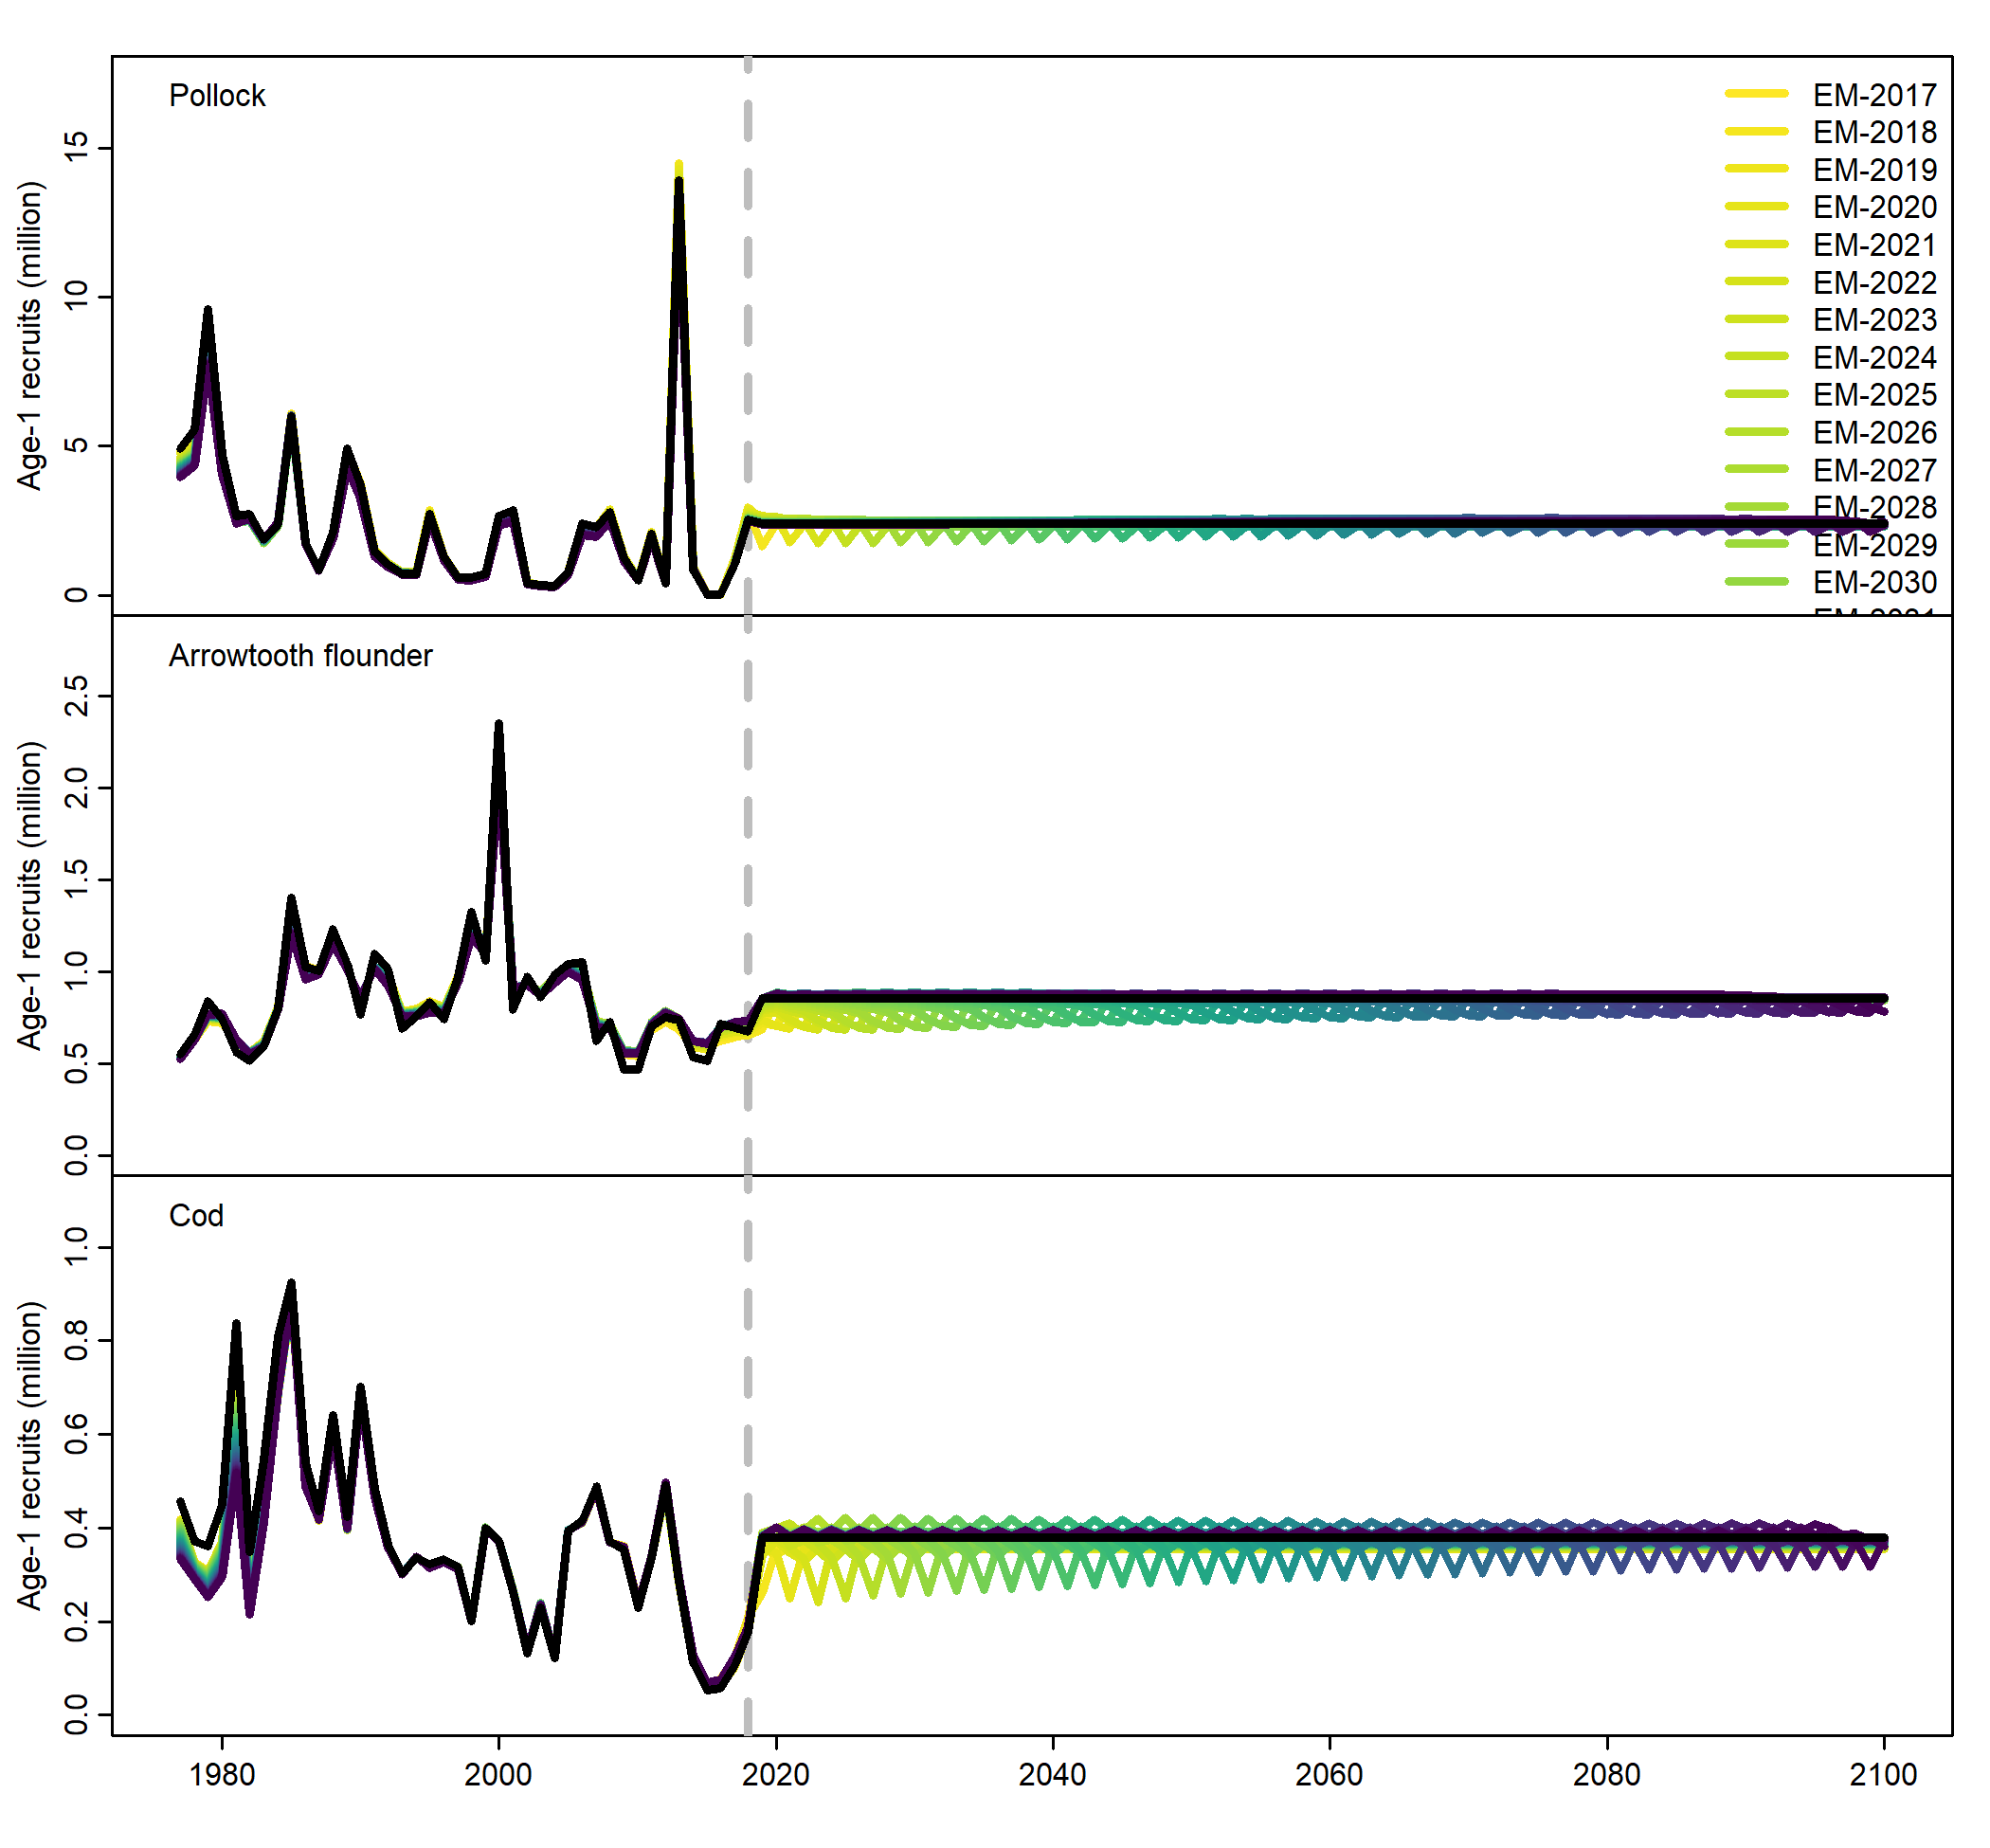 Pollock
Age-1 recruits (million)
15
10
5
0
EM-2017
EM-2018
EM-2019
EM-2020
EM-2021
EM-2022
EM-2023
EM-2024
EM-2025
EM-2026
EM-2027
EM-2028
EM-2029
EM-2030
Arrowtooth flounder
Age-1 recruits (million)
2.5
2.0
1.5
1.0
0.5
0.0
Cod
Age-1 recruits (million)
1.0
0.8
0.6
0.4
0.2
0.0
1980 2000 2020 2040 2060 2080 2100